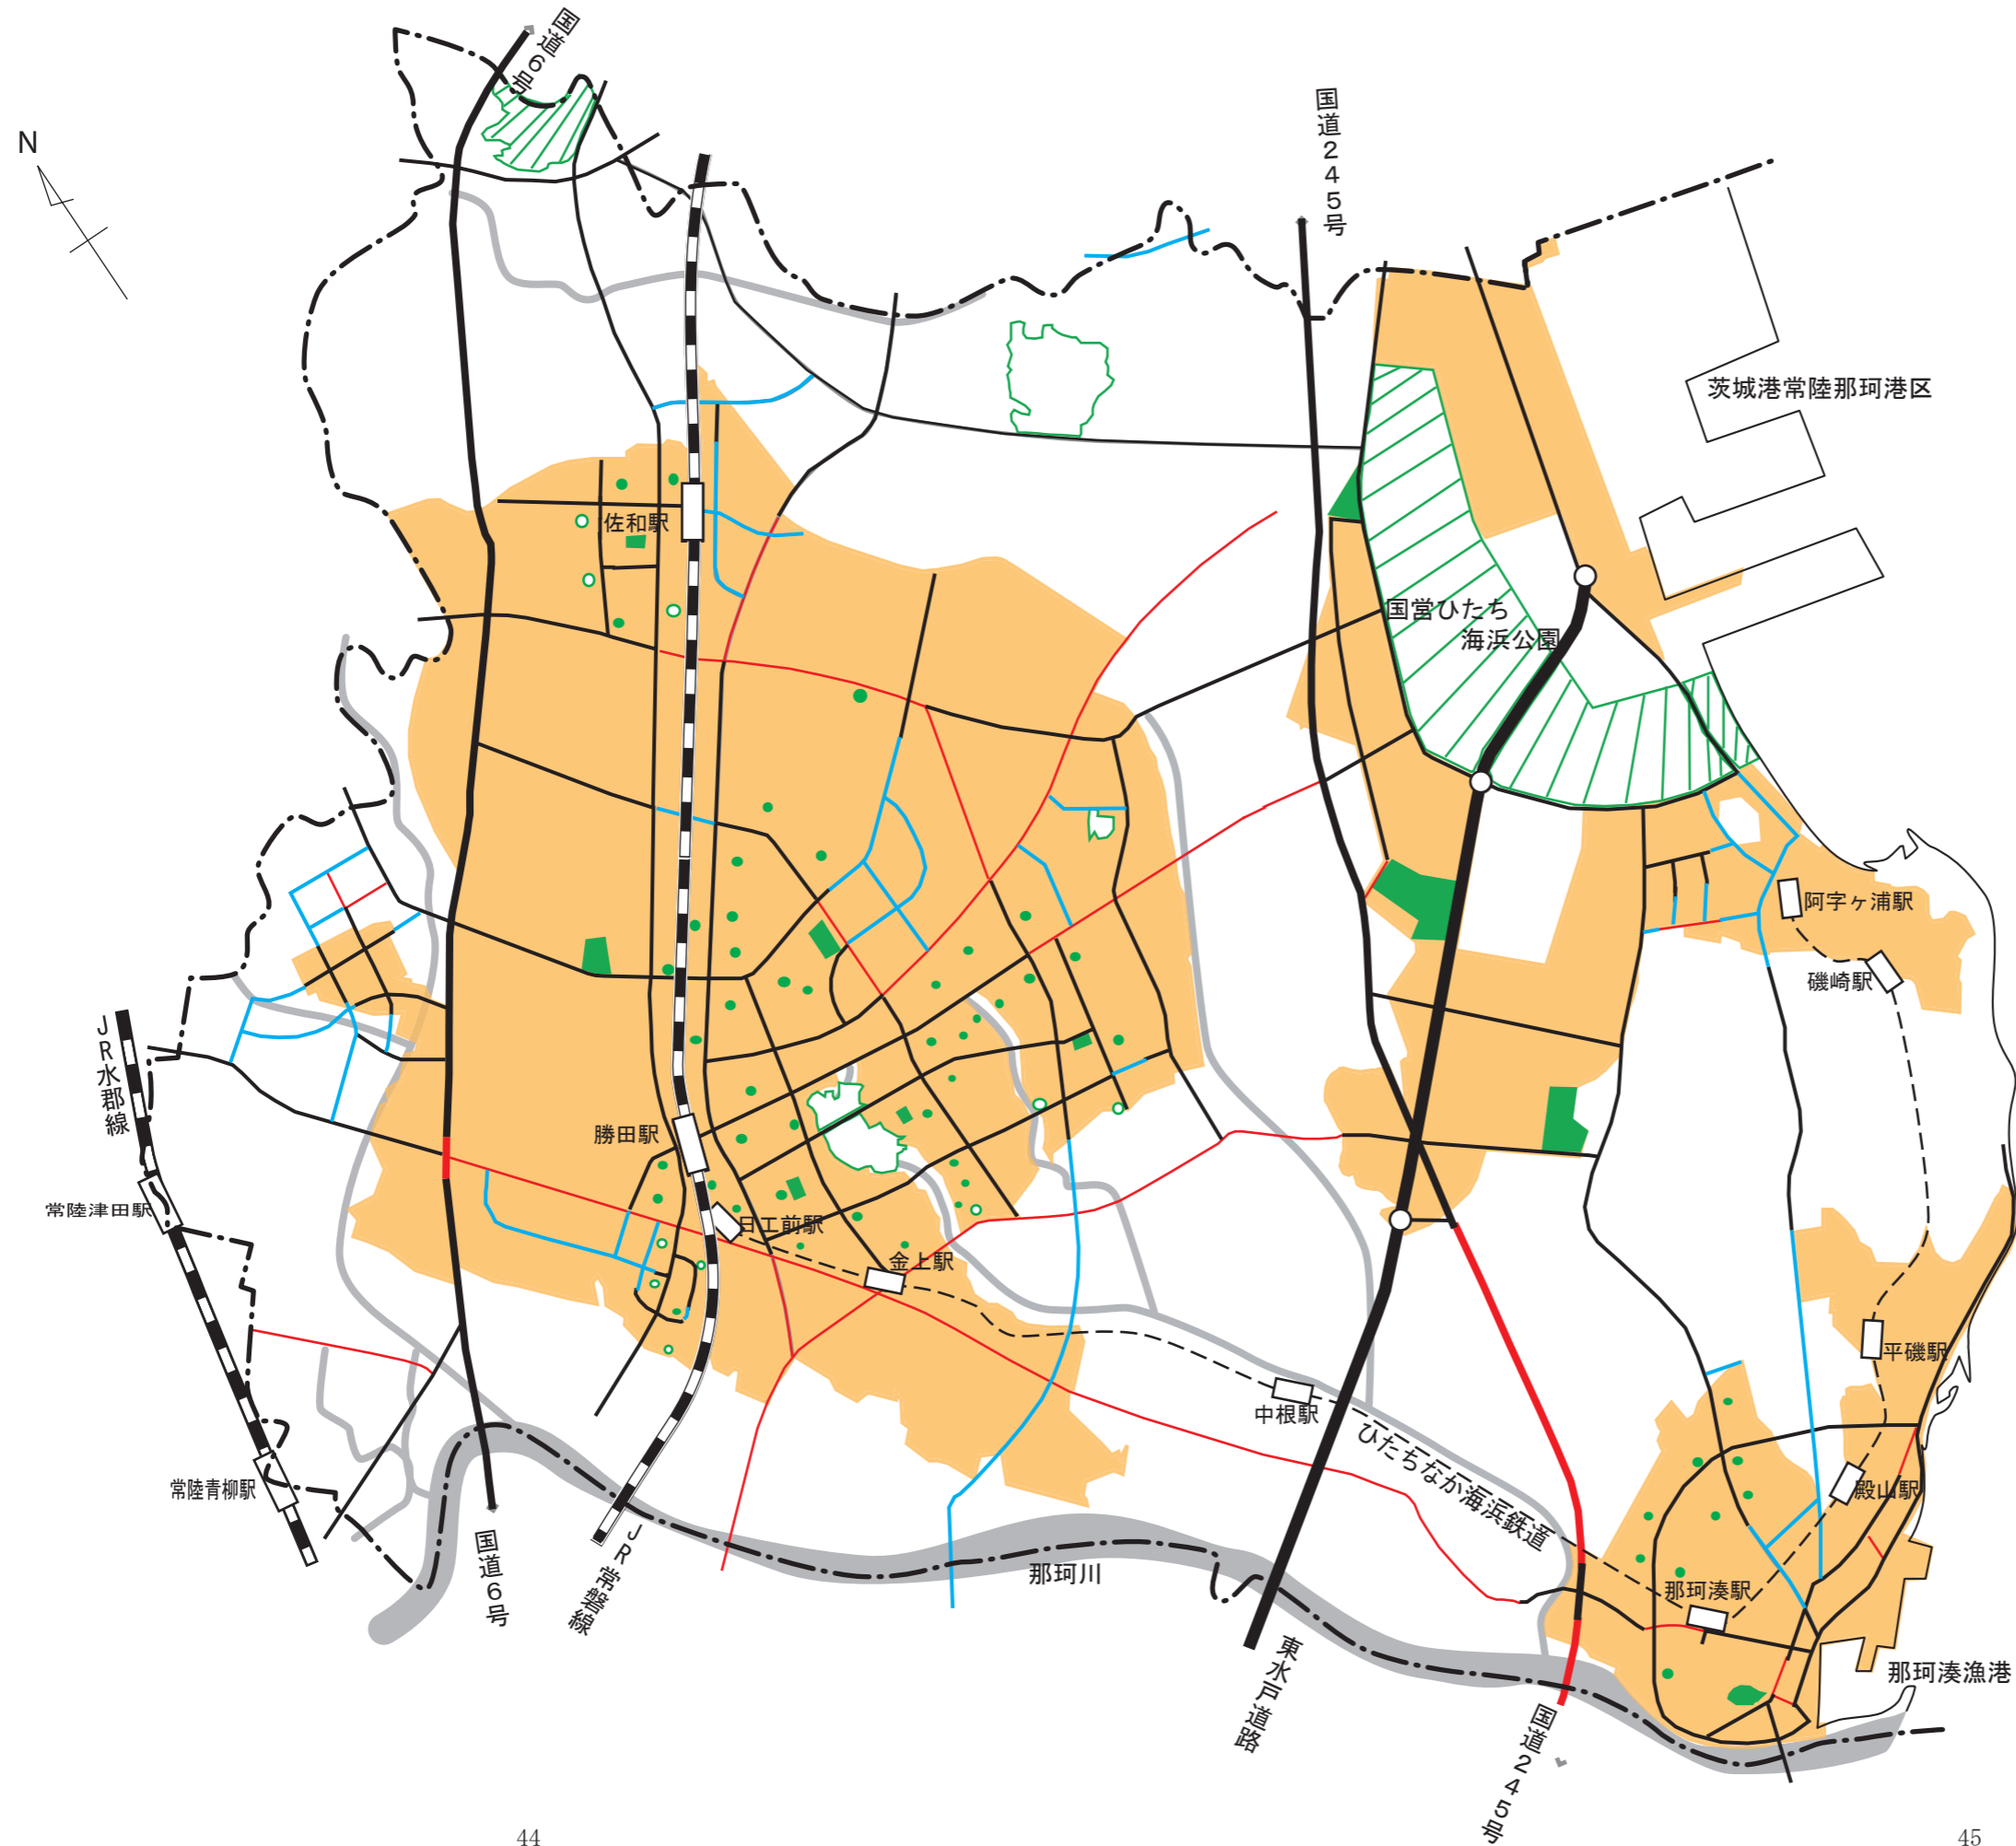 国道６号
N
国道２４５号
茨城港常陸那珂港区
佐和駅
国営ひたち
海浜公園
阿字ヶ浦駅
磯崎駅
JR水郡線
勝田駅
常陸津田駅
日工前駅
金上駅
平磯駅
中根駅
ひたちなか海浜鉄道
常陸青柳駅
殿山駅
国道６号
JR常磐線
那珂川
那珂湊駅
東水戸道路
那珂湊漁港
国道２４５号
44
45